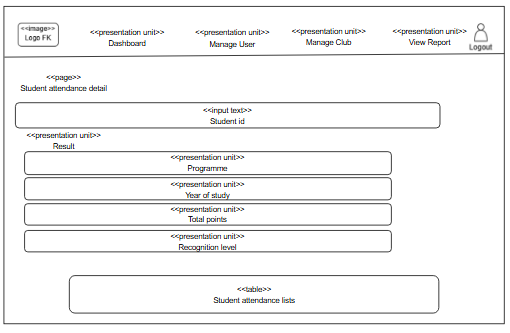 <<image>>
Logo FK
<<presentation unit>>
Dashboard
<<presentation unit>>
Manage User
<<presentation unit>>
Manage Club
<<presentation unit>>
View Report
Logout
<<page>>
Student attendance detail
<<input text>>
Student id
<<presentation unit>>
Result
<<presentation unit>>
Programme
<<presentation unit>>
Year of study
<<presentation unit>>
Total points
<<presentation unit>>
Recognition level
<<table>>
Student attendance lists